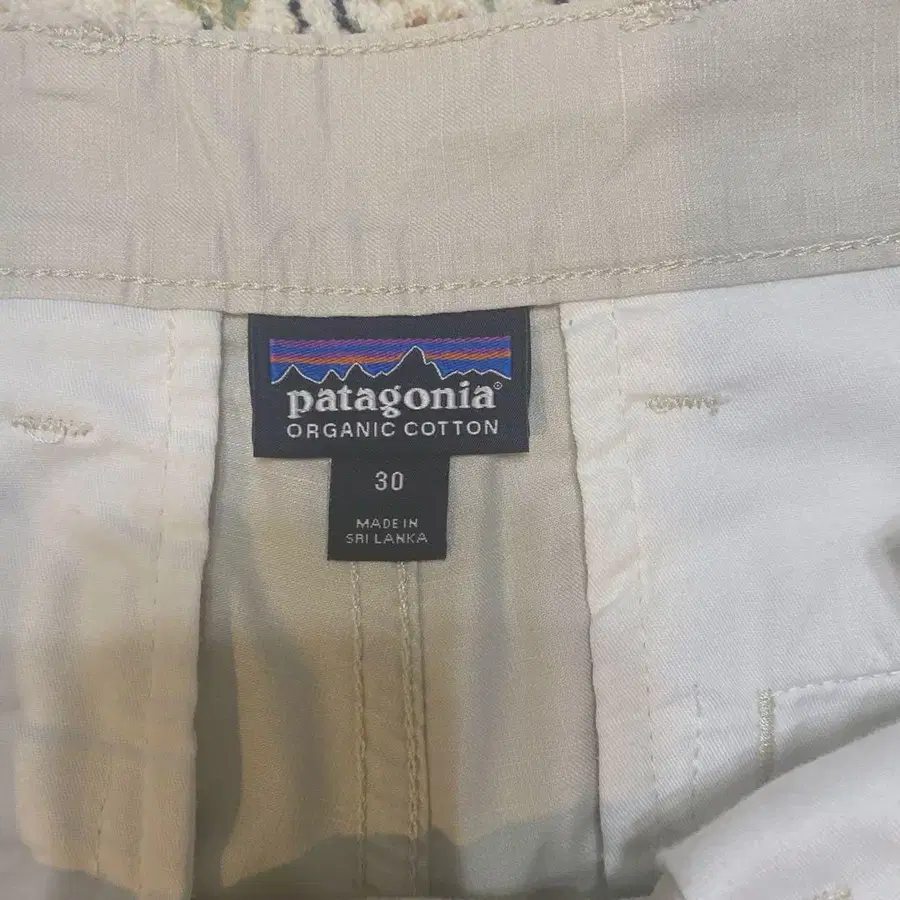 patagonia®
ORGANIC COTTON
30
MADE IN
SRI LANKA